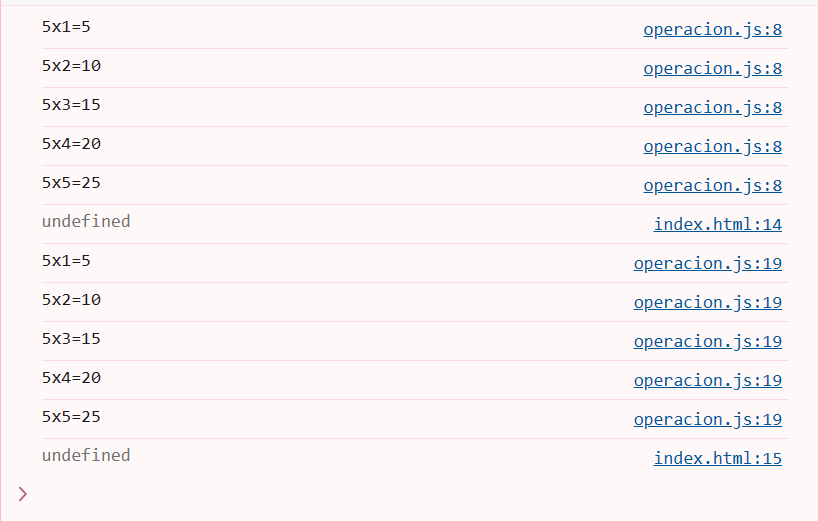 5x1=5 operacion.js:8
5x2=10 operacion.js:8
5x3=15 operacion.js:8
5x4=20 operacion.js:8
5x5=25 operacion.js:8
undefined index.html:14
5x1=5 operacion.js:19
5x2=10 operacion.js:19
5x3=15 operacion.js:19
5x4=20 operacion.js:19
5x5=25 operacion.js:19
undefined index.html:15